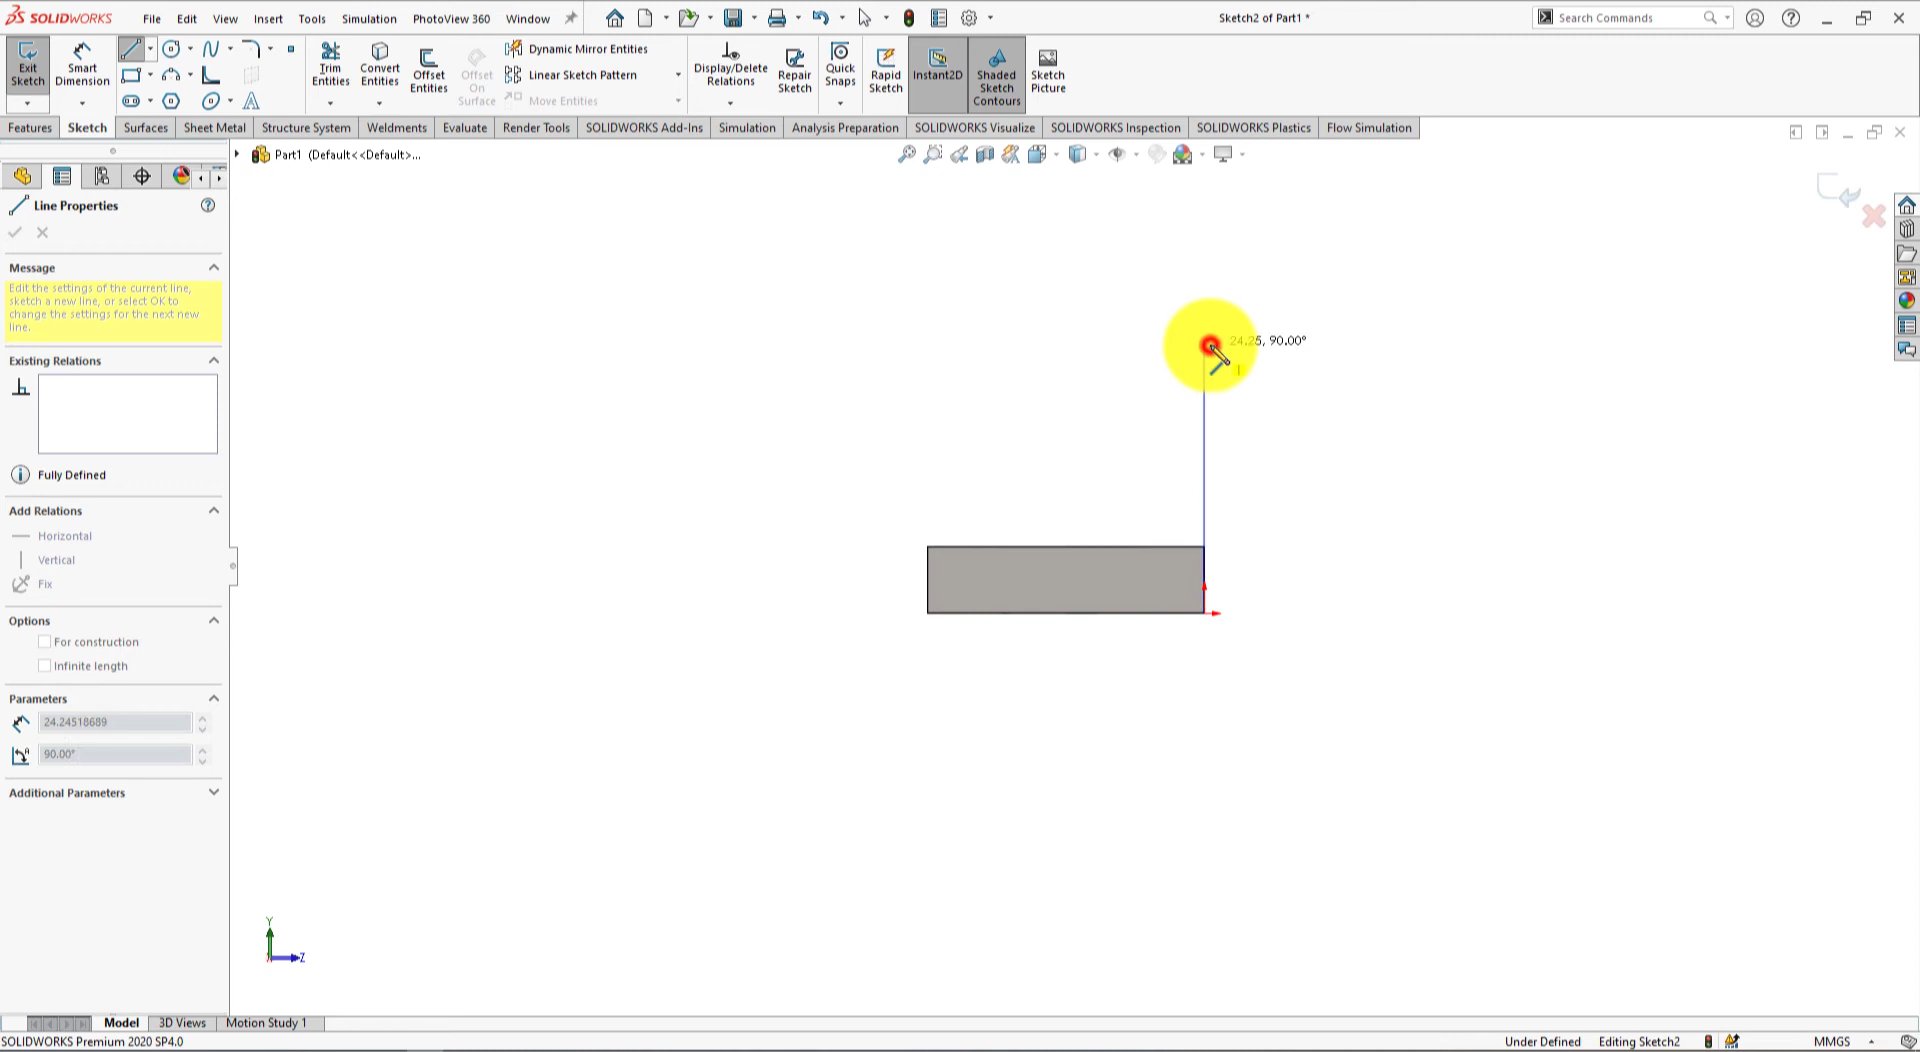 SOLIDWORKS
File Edit View Insert Tools Simulation PhotoView 360 Window
Sketch2 of Part1 *
Search Commands
Exit Sketch
Smart Dimension
Trim Entities
Convert Entities
Offset Entities
Offset On Surface
Dynamic Mirror Entities
Linear Sketch Pattern
Move Entities
Display/Delete Relations
Repair Sketch
Quick Snaps
Rapid Sketch
Instant2D
Shaded Sketch Contours
Sketch Picture
Features Sketch Surfaces Sheet Metal Structure System Weldments Evaluate Render Tools SOLIDWORKS Add-Ins Simulation Analysis Preparation SOLIDWORKS Visualize SOLIDWORKS Inspection SOLIDWORKS Plastics Flow Simulation
Part1 (Default<<Default>...
Line Properties
Message
Edit the settings of the current line,
sketch a new line, or select OK to
change the settings for the next new
line.
Existing Relations
Fully Defined
Add Relations
Horizontal
Vertical
Fix
Options
For construction
Infinite length
Parameters
24.24518689
90.00°
Additional Parameters
24.25, 90.00°
Y
Z
Model 3D Views Motion Study 1
SOLIDWORKS Premium 2020 SP4.0
Under Defined Editing Sketch2 MMGS